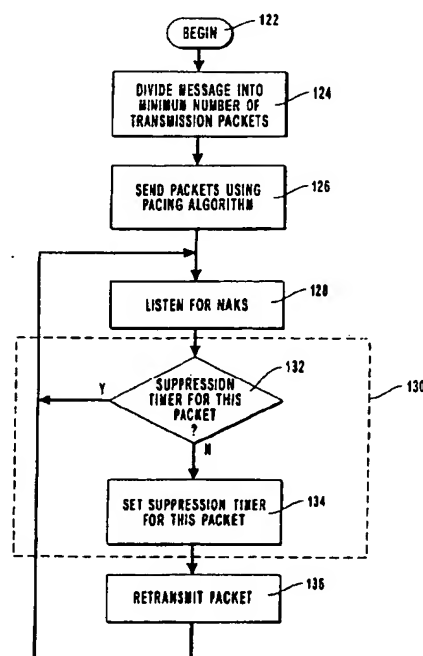 BEGIN
122
DIVIDE MESSAGE INTO
MINIMUM NUMBER OF
TRANSMISSION PACKETS
124
SEND PACKETS USING
PACING ALGORITHM
126
LISTEN FOR NAKS
128
132
130
Y
SUPPRESSION
TIMER FOR THIS
PACKET
?
N
SET SUPPRESSION TIMER
FOR THIS PACKET
134
RETRANSMIT PACKET
136